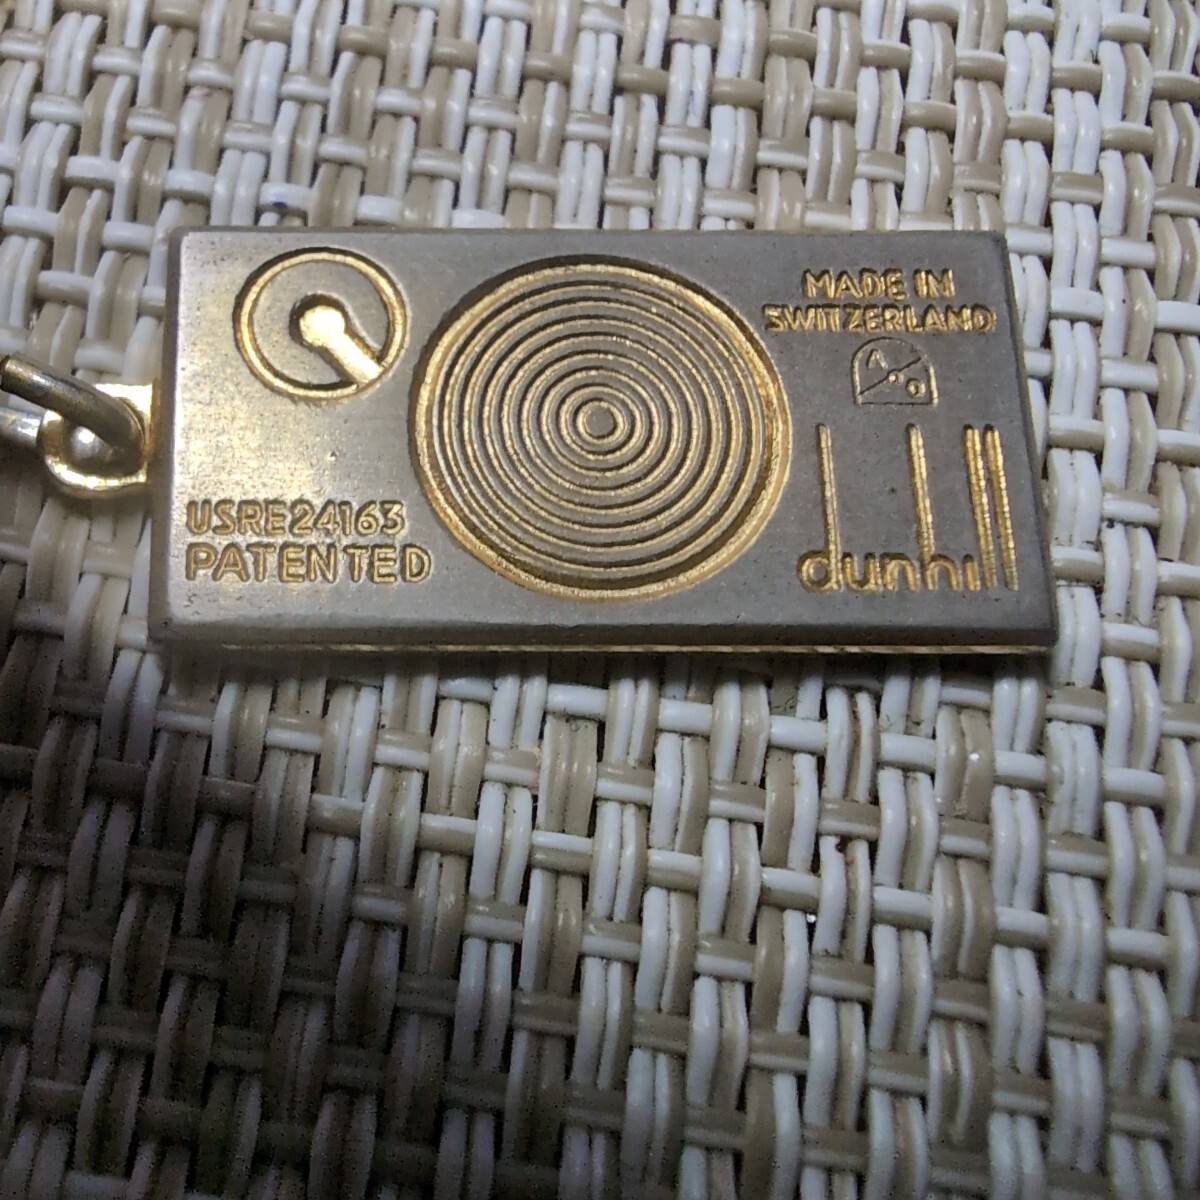 MADE IN
SWITZERLAND
A D
USRE24163
PATENTED
dunhill